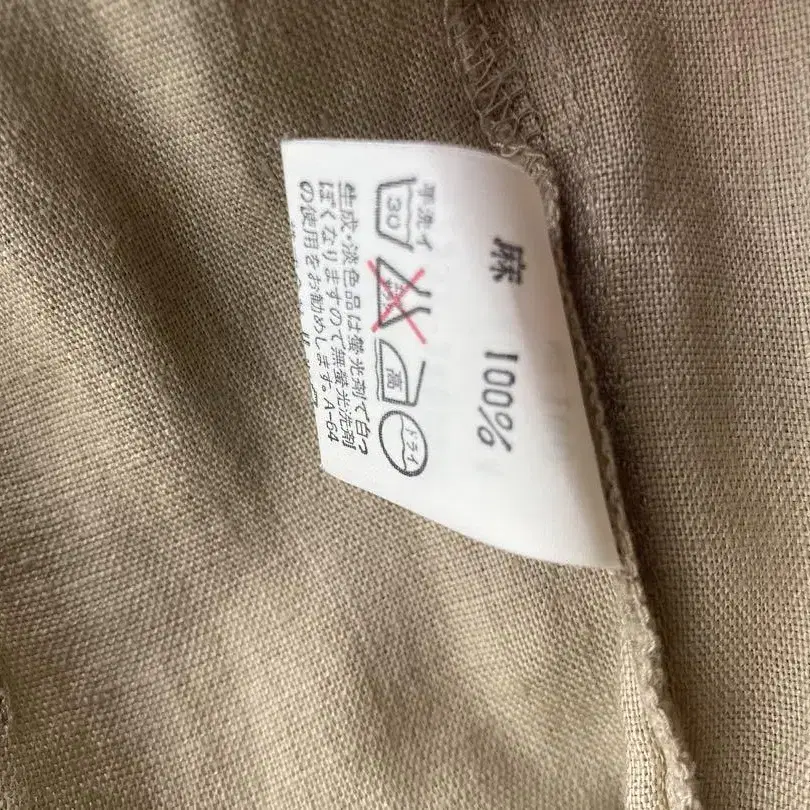 麻 100%
手洗イ
30
高
ドライ
生成・淡色品は螢光剤で白っ
ぽくなりますので無螢光洗剤
の使用をお勧めします。A-64